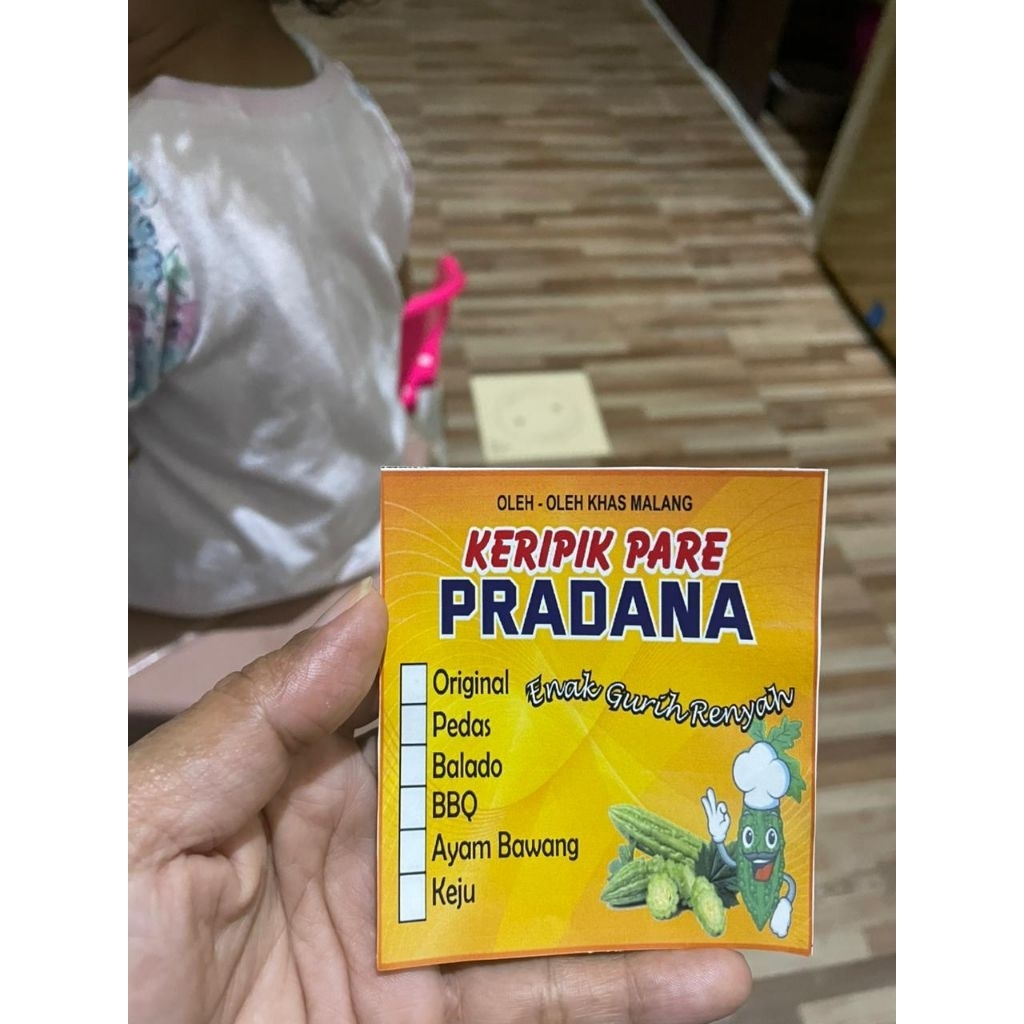 OLEH - OLEH KHAS MALANG
KERIPIK PARE
PRADANA
Original
Enak Gurih Renyah
Pedas
Balado
BBQ
Ayam Bawang
Keju